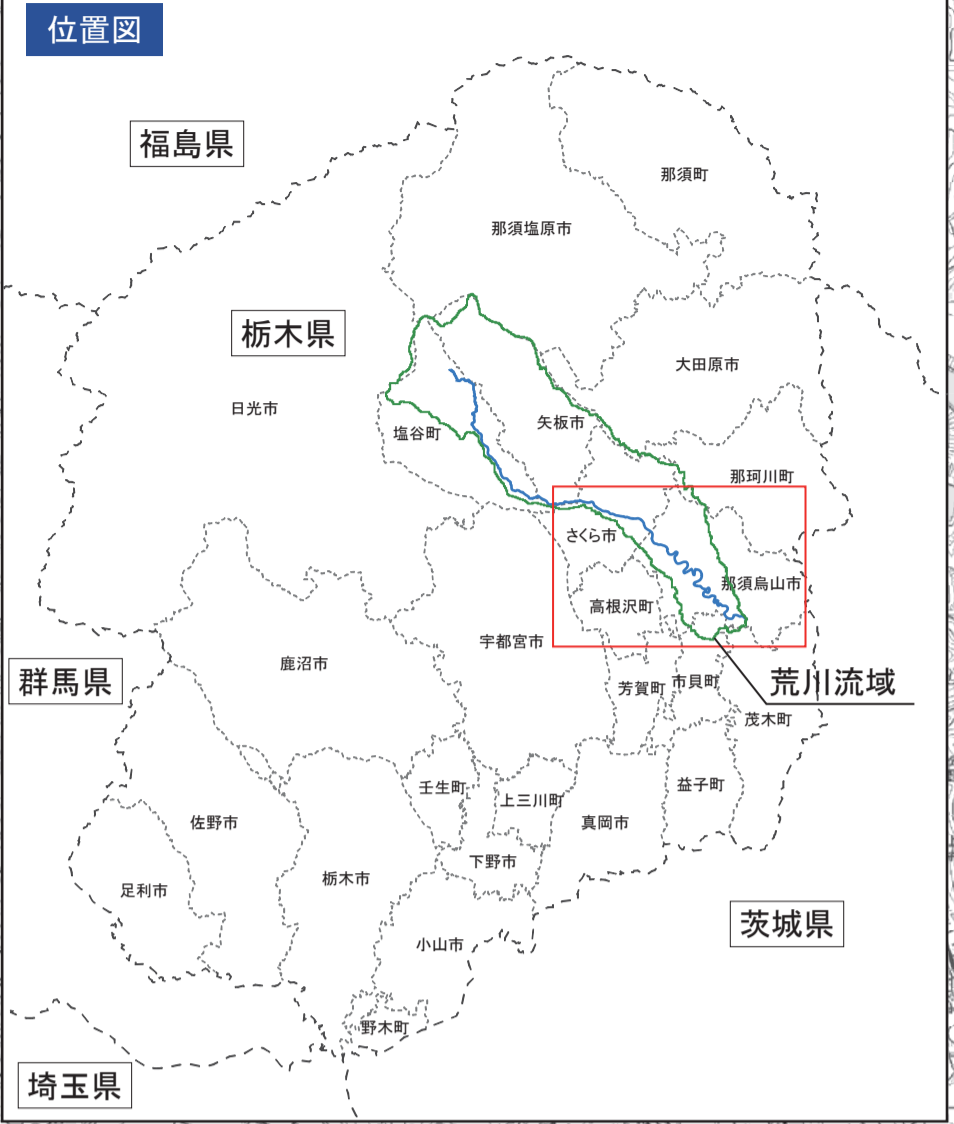 位置図
福島県
那須町
那須塩原市
栃木県
大田原市
日光市
矢板市
塩谷町
那珂川町
さくら市
那須烏山市
高根沢町
宇都宮市
鹿沼市
群馬県
芳賀町
市貝町
荒川流域
茂木町
壬生町
上三川町
益子町
佐野市
真岡市
下野市
栃木市
足利市
茨城県
小山市
野木町
埼玉県